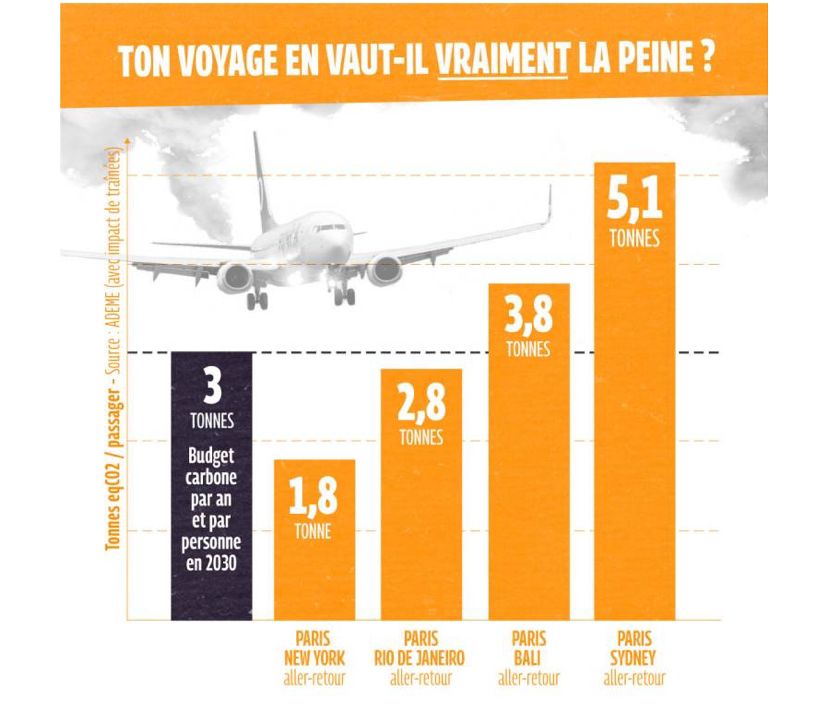 TON VOYAGE EN VAUT-IL VRAIMENT LA PEINE ?
Tonnes eqCO2 / passager - Source : ADEME (avec impact de traînées)
3
TONNES
Budget
carbone
par an
et par
personne
en 2030
1,8
TONNE
2,8
TONNES
3,8
TONNES
5,1
TONNES
PARIS
NEW YORK
aller-retour
PARIS
RIO DE JANEIRO
aller-retour
PARIS
BALI
aller-retour
PARIS
SYDNEY
aller-retour